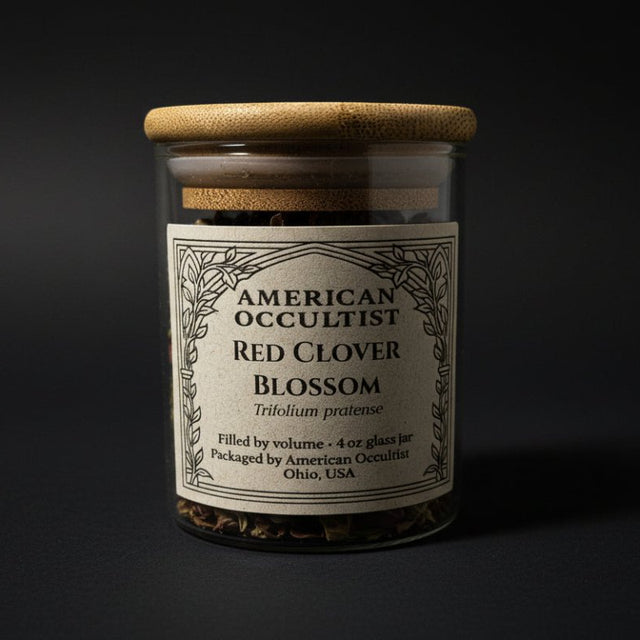 AMERICAN
OCCULTIST
RED CLOVER
BLOSSOM
Trifolium pratense
Filled by volume · 4 oz glass jar
Packaged by American Occultist
Ohio, USA